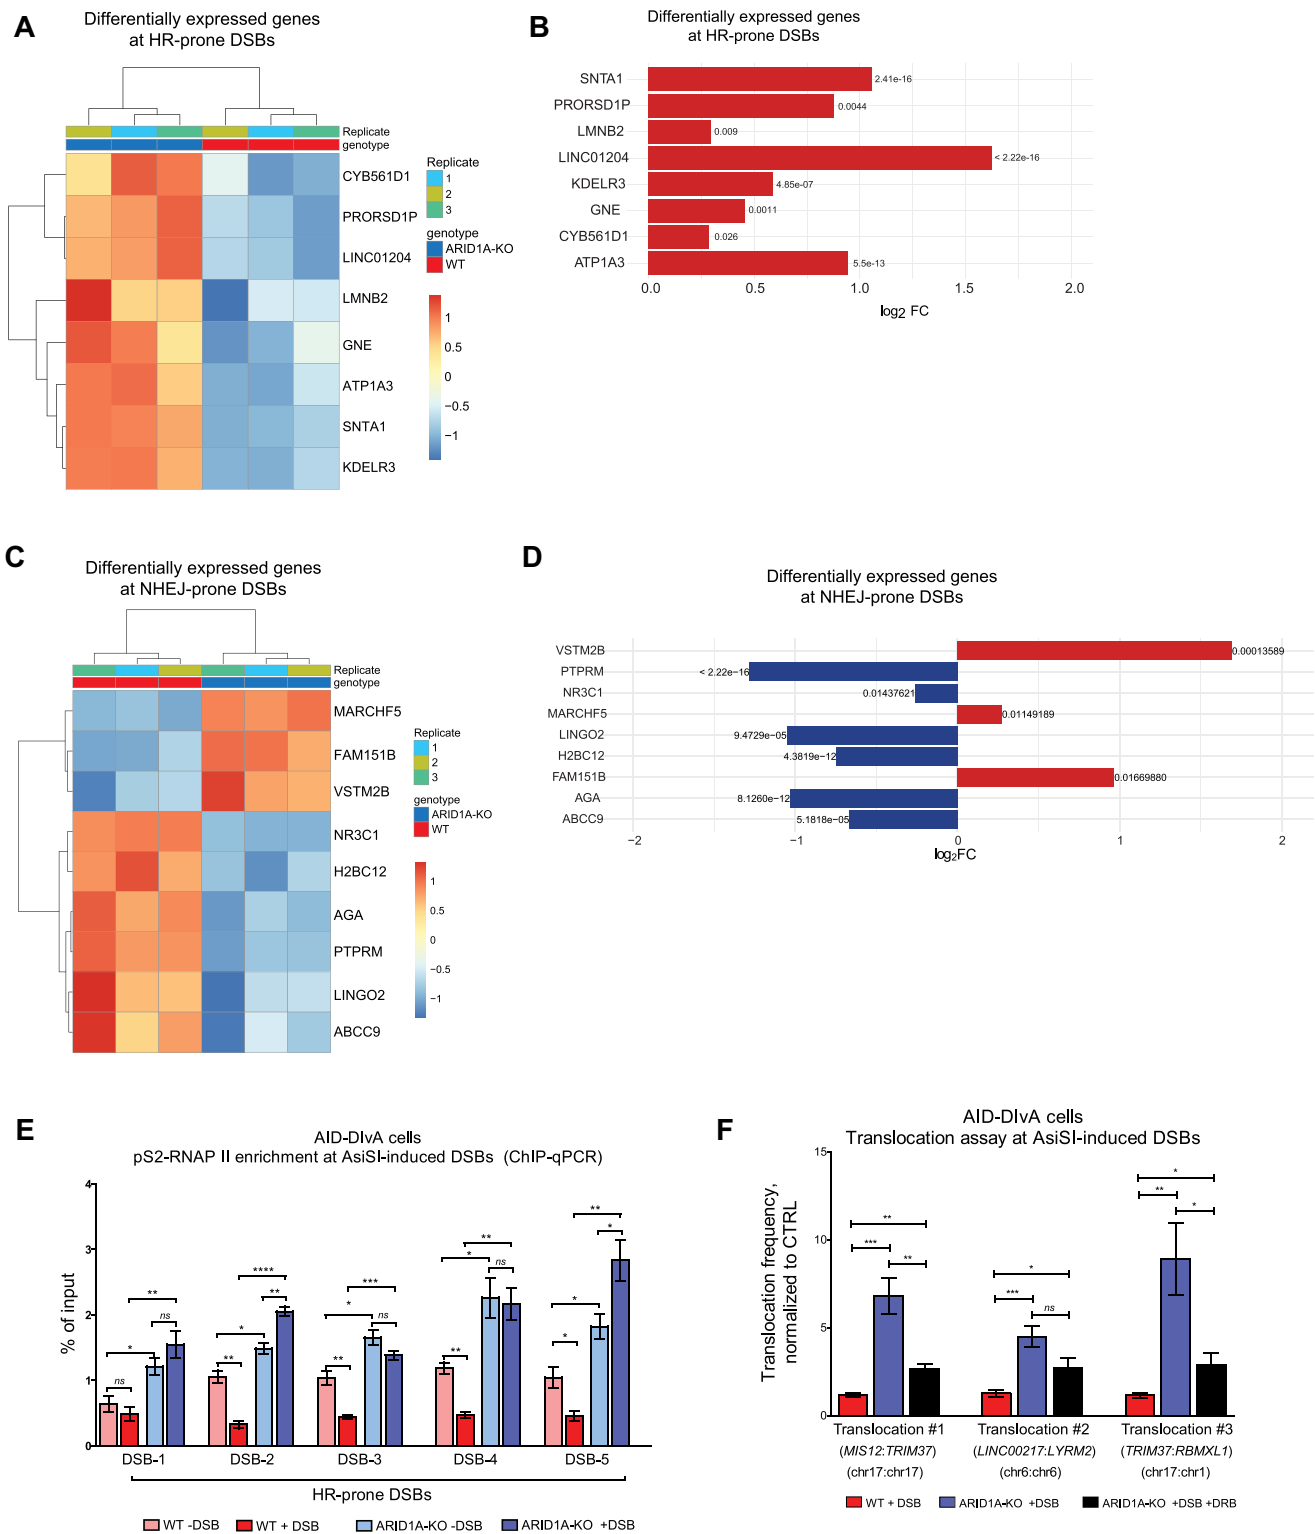 A
Differentially expressed genes
at HR-prone DSBs
Replicate
genotype
CYB561D1
PRORSD1P
LINC01204
LMNB2
GNE
ATP1A3
SNTA1
KDELR3
Replicate
1
2
3
genotype
ARID1A-KO
WT
1
0.5
0
−0.5
−1
B
Differentially expressed genes
at HR-prone DSBs
SNTA1
2.41e-16
PRORSD1P
0.0044
LMNB2
0.009
LINC01204
< 2.22e-16
KDELR3
4.85e-07
GNE
0.0011
CYB561D1
0.026
ATP1A3
5.5e-13
0.0 0.5 1.0 1.5 2.0
log2 FC
C
Differentially expressed genes
at NHEJ-prone DSBs
Replicate
genotype
MARCHF5
FAM151B
VSTM2B
NR3C1
H2BC12
AGA
PTPRM
LINGO2
ABCC9
Replicate
1
2
3
genotype
ARID1A-KO
WT
1
0.5
0
−0.5
−1
D
Differentially expressed genes
at NHEJ-prone DSBs
VSTM2B
0.00013589
PTPRM
< 2.22e−16
NR3C1
0.01437621
MARCHF5
0.01149189
LINGO2
9.4729e−05
H2BC12
4.3819e−12
FAM151B
0.01669880
AGA
8.1260e−12
ABCC9
5.1818e−05
−2 −1 0 1 2
log2FC
E
AID-DIvA cells
pS2-RNAP II enrichment at AsiSI-induced DSBs (ChIP-qPCR)
% of input
4
3
2
1
0
* ns ** ns
* ** **** **
* ** *** ns
* ** ** ns
* * ** *
DSB-1 DSB-2 DSB-3 DSB-4 DSB-5
HR-prone DSBs
WT -DSB WT + DSB ARID1A-KO -DSB ARID1A-KO +DSB
F
AID-DIvA cells
Translocation assay at AsiSI-induced DSBs
Translocation frequency,
normalized to CTRL
15
10
5
0
** *** **
* *** ns
* ** *
Translocation #1 Translocation #2 Translocation #3
(MIS12:TRIM37) (LINC00217:LYRM2) (TRIM37:RBMXL1)
(chr17:chr17) (chr6:chr6) (chr17:chr1)
WT + DSB ARID1A-KO +DSB ARID1A-KO +DSB +DRB